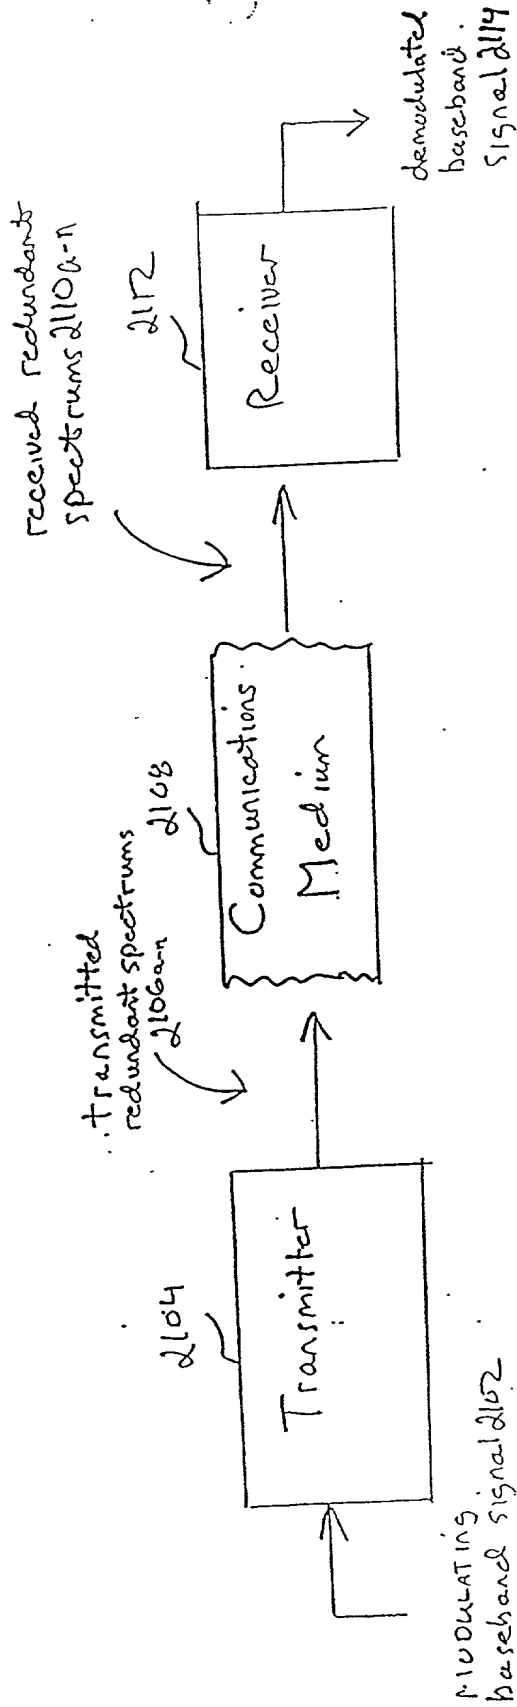 MODULATING
baseband signal 2102
2104
Transmitter
transmitted
redundant spectrums
2106a-n
2108
Communications
Medium
received redundant
spectrums 2110a-n
2112
Receiver
demodulated
baseband
signal 2114